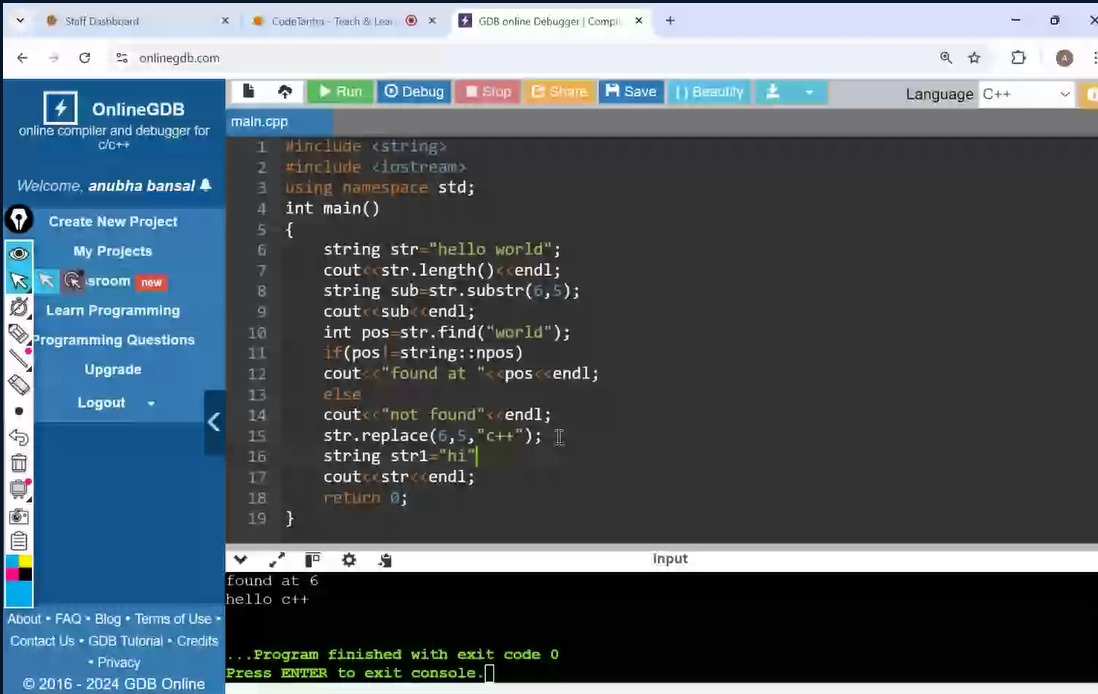 Staff Dashboard
CodeTantra - Teach & Lear
GDB online Debugger | Compil
onlinegdb.com
A
OnlineGDB
online compiler and debugger for
c/c++
Welcome, anubha bansal
Create New Project
My Projects
sroom new
Learn Programming
Programming Questions
Upgrade
Logout
About • FAQ • Blog • Terms of Use •
Contact Us • GDB Tutorial • Credits
• Privacy
© 2016 - 2024 GDB Online
Run Debug Stop Share Save { } Beautify
Language C++
main.cpp
1 #include <string>
2 #include <iostream>
3 using namespace std;
4 int main()
5 {
6 string str="hello world";
7 cout<<str.length()<<endl;
8 string sub=str.substr(6,5);
9 cout<<sub<<endl;
10 int pos=str.find("world");
11 if(pos!=string::npos)
12 cout<<"found at "<<pos<<endl;
13 else
14 cout<<"not found"<<endl;
15 str.replace(6,5,"c++");
16 string str1="hi"
17 cout<<str<<endl;
18 return 0;
19 }
input
found at 6
hello c++
...Program finished with exit code 0
Press ENTER to exit console.